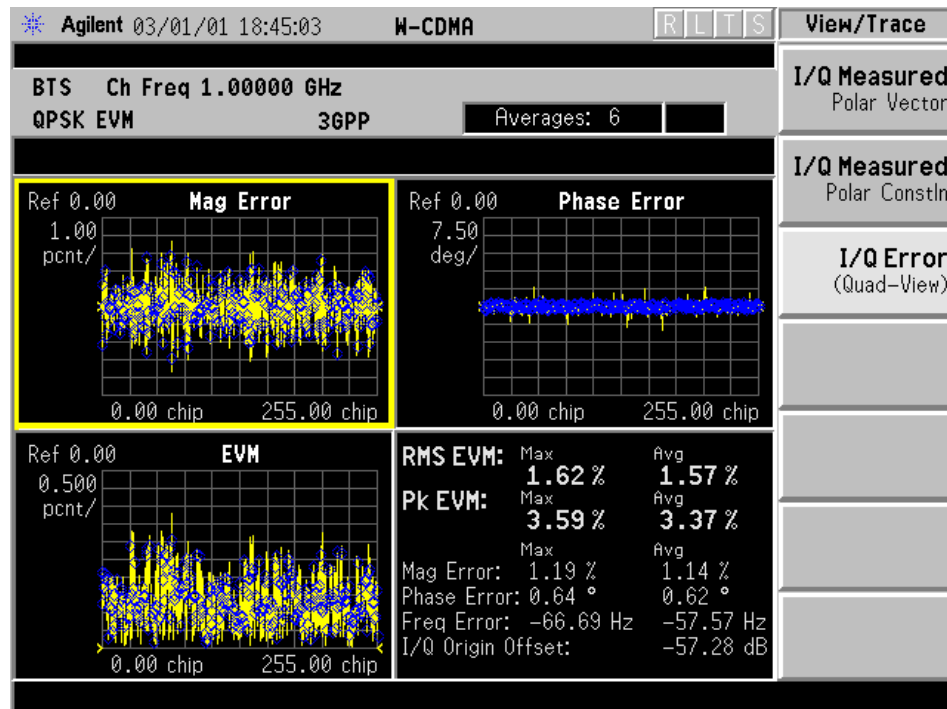 Agilent 03/01/01 18:45:03 W-CDMA R L T S View/Trace
BTS Ch Freq 1.00000 GHz
QPSK EVM 3GPP Averages: 6
I/Q Measured
Polar Vector
I/Q Measured
Polar Constln
I/Q Error
(Quad-View)
Ref 0.00 Mag Error
1.00
pcnt/
0.00 chip 255.00 chip
Ref 0.00 Phase Error
7.50
deg/
0.00 chip 255.00 chip
Ref 0.00 EVM
0.500
pcnt/
0.00 chip 255.00 chip
RMS EVM: Max Avg
1.62 % 1.57 %
Pk EVM: Max Avg
3.59 % 3.37 %
Max Avg
Mag Error: 1.19 % 1.14 %
Phase Error: 0.64 ° 0.62 °
Freq Error: -66.69 Hz -57.57 Hz
I/Q Origin Offset: -57.28 dB